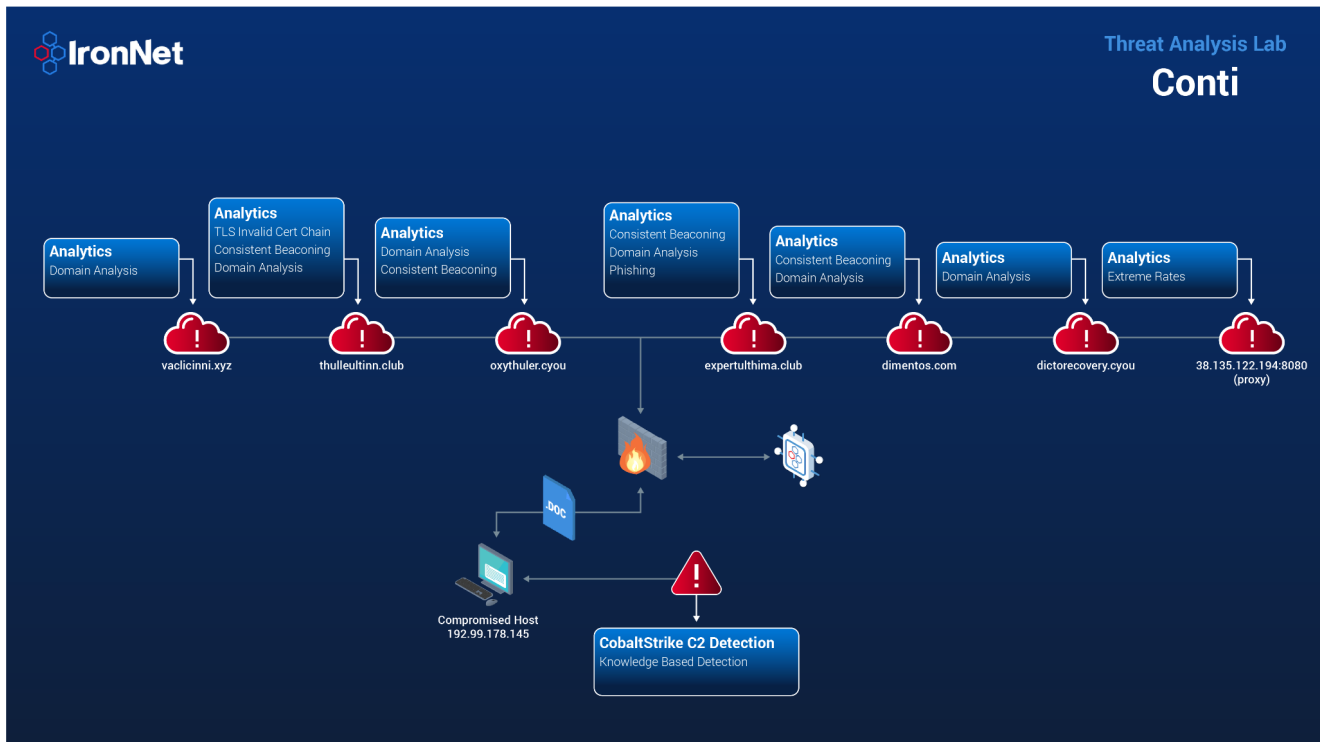 IronNet
Threat Analysis Lab
Conti
Analytics
Domain Analysis
Analytics
TLS Invalid Cert Chain
Consistent Beaconing
Domain Analysis
Analytics
Domain Analysis
Consistent Beaconing
Analytics
Consistent Beaconing
Domain Analysis
Phishing
Analytics
Consistent Beaconing
Domain Analysis
Analytics
Domain Analysis
Analytics
Extreme Rates
vaclicinni.xyz
thulleultinn.club
oxythuler.cyou
expertulthima.club
dimentos.com
dictorecovery.cyou
38.135.122.194:8080
(proxy)
.DOC
Compromised Host
192.99.178.145
CobaltStrike C2 Detection
Knowledge Based Detection